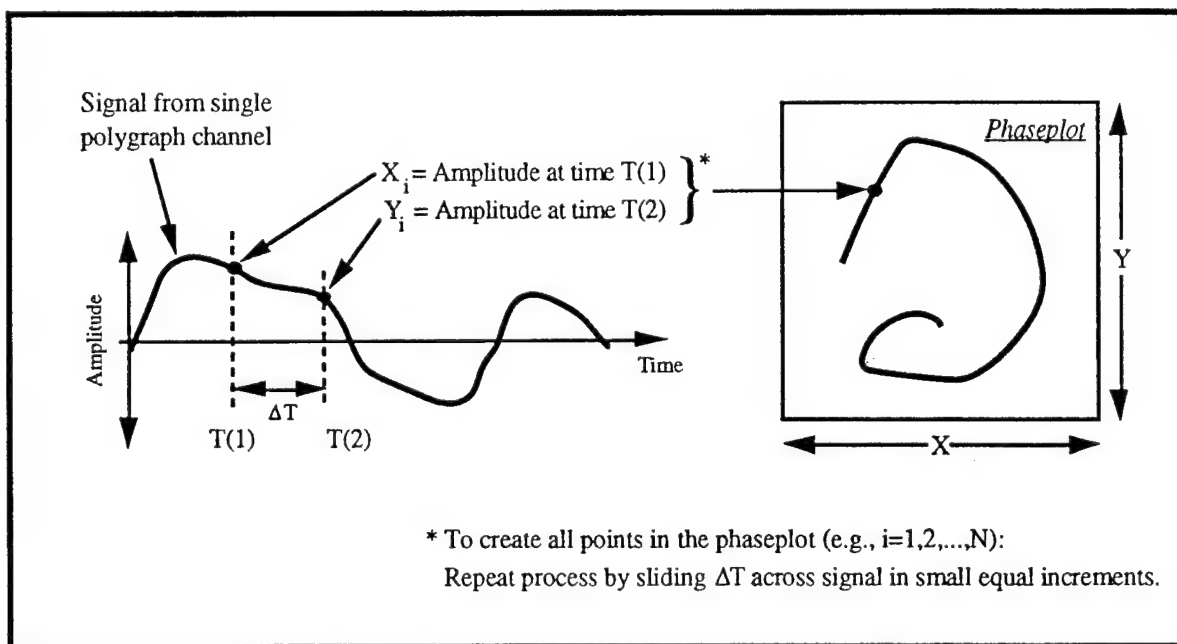 Signal from single
polygraph channel
Xi = Amplitude at time T(1)
Yi = Amplitude at time T(2)
} *
Phaseplot
Amplitude
Time
ΔT
T(1)
T(2)
Y
X
* To create all points in the phaseplot (e.g., i=1,2,...,N):
Repeat process by sliding ΔT across signal in small equal increments.